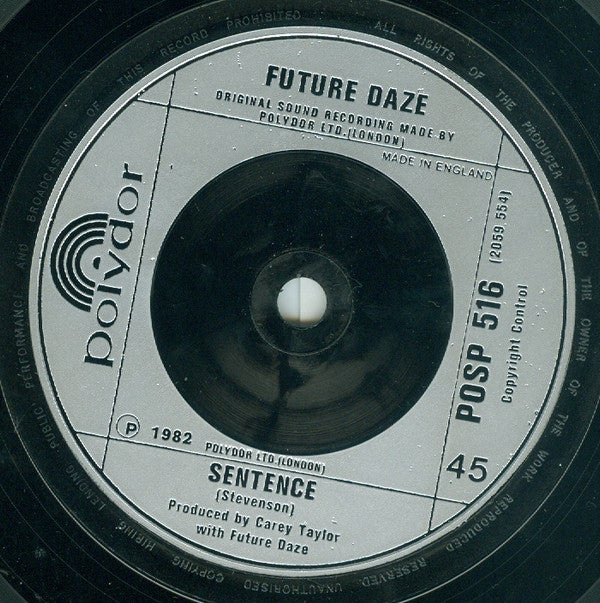 FUTURE DAZE
ORIGINAL SOUND RECORDING MADE BY
POLYDOR LTD.(LONDON)
MADE IN ENGLAND
polydor
POSP 516 (2059 554)
Copyright Control
45
P 1982 POLYDOR LTD.(LONDON)
SENTENCE
(Stevenson)
Produced by Carey Taylor
with Future Daze
ALL RIGHTS OF THE PRODUCER AND OF THE OWNER OF THE WORK REPRODUCED RESERVED. UNAUTHORISED COPYING HIRING LENDING PUBLIC PERFORMANCE AND BROADCASTING OF THIS RECORD PROHIBITED